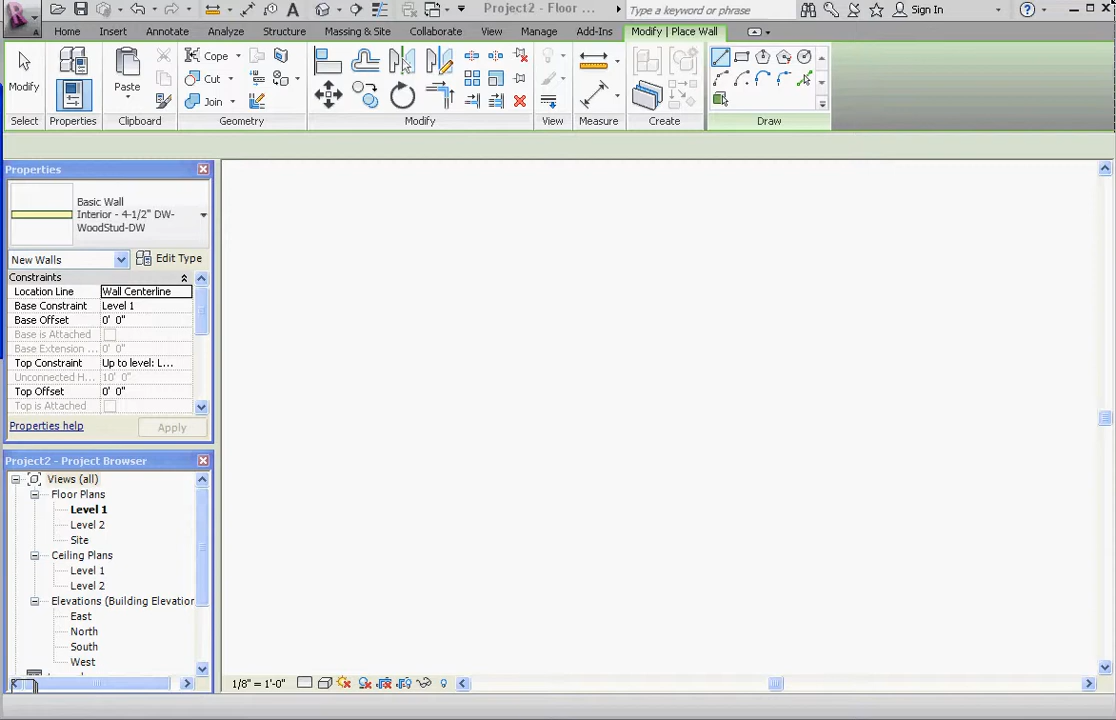 Project2 - Floor ...
Type a keyword or phrase
Sign In
Home
Insert
Annotate
Analyze
Structure
Massing & Site
Collaborate
View
Manage
Add-Ins
Modify | Place Wall
Modify
Paste
Cope
Cut
Join
Select
Properties
Clipboard
Geometry
Modify
View
Measure
Create
Draw
Properties
Basic Wall
Interior - 4-1/2" DW-
WoodStud-DW
New Walls
Edit Type
Constraints
Location Line Wall Centerline
Base Constraint Level 1
Base Offset 0' 0"
Base is Attached
Base Extension ... 0' 0"
Top Constraint Up to level: L...
Unconnected H... 10' 0"
Top Offset 0' 0"
Top is Attached
Properties help
Apply
Project2 - Project Browser
Views (all)
Floor Plans
Level 1
Level 2
Site
Ceiling Plans
Level 1
Level 2
Elevations (Building Elevation
East
North
South
West
1/8" = 1'-0"